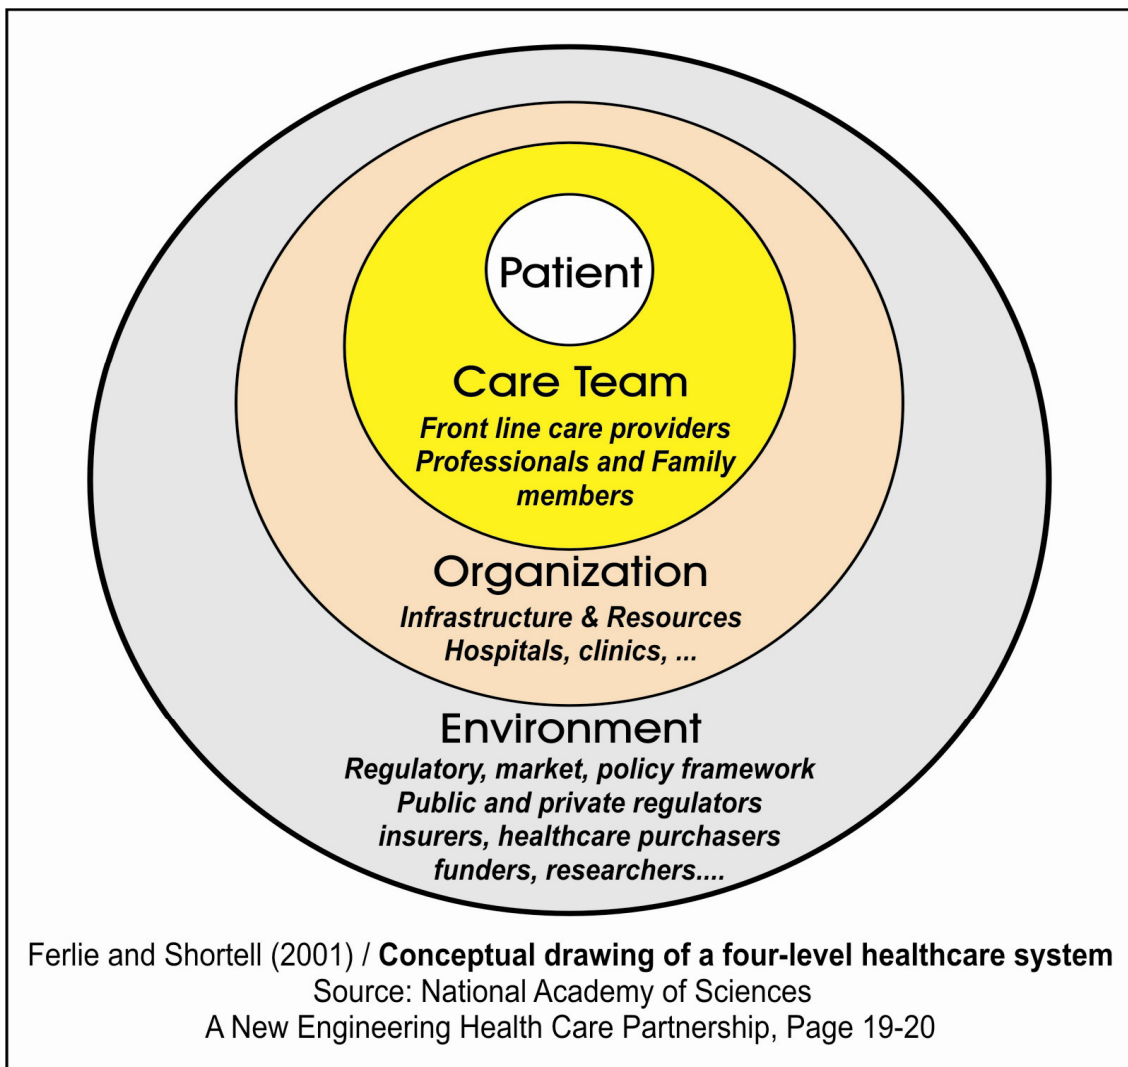 Patient
Care Team
Front line care providers
Professionals and Family
members
Organization
Infrastructure & Resources
Hospitals, clinics, ...
Environment
Regulatory, market, policy framework
Public and private regulators
insurers, healthcare purchasers
funders, researchers....
Ferlie and Shortell (2001) / Conceptual drawing of a four-level healthcare system
Source: National Academy of Sciences
A New Engineering Health Care Partnership, Page 19-20